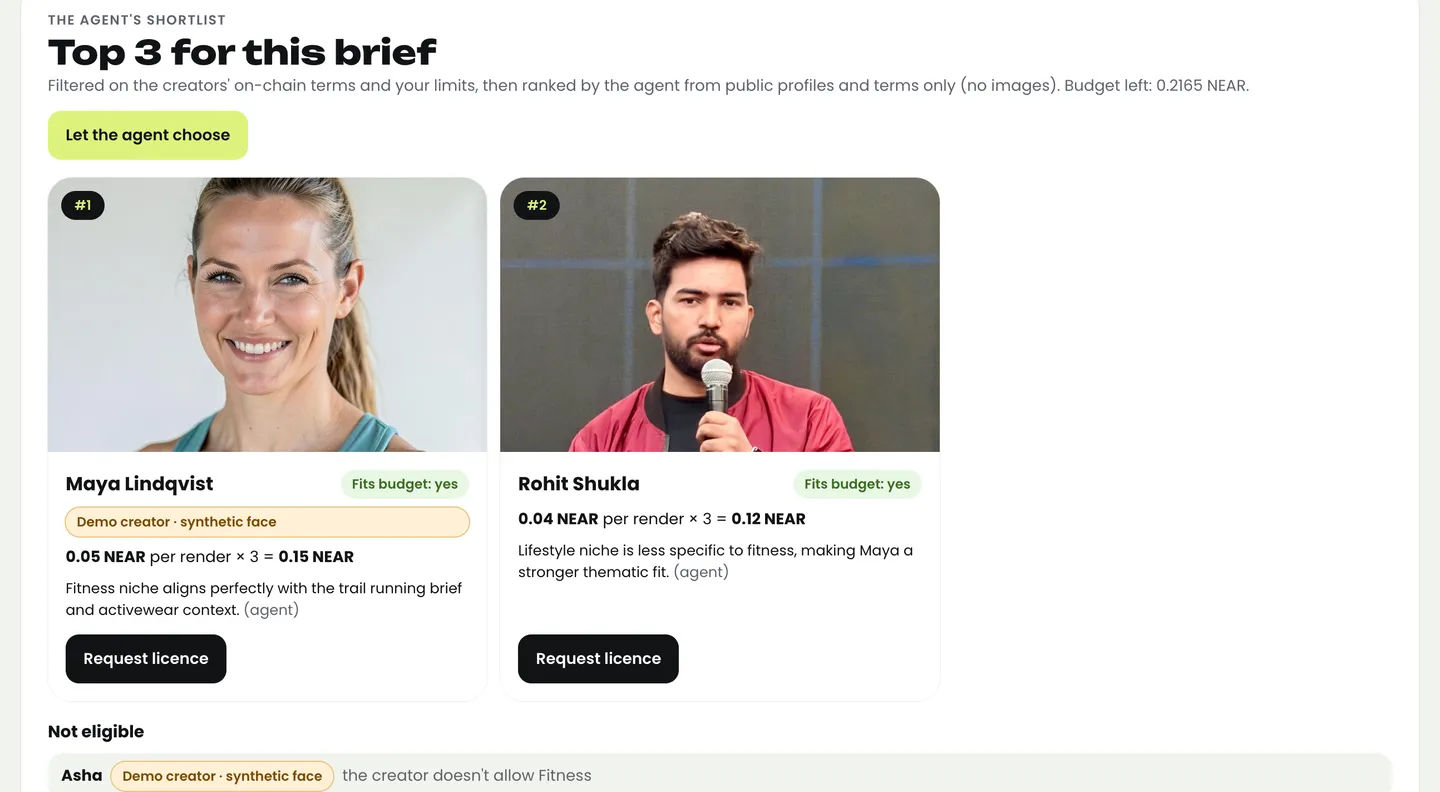 THE AGENT'S SHORTLIST
Top 3 for this brief
Filtered on the creators' on-chain terms and your limits, then ranked by the agent from public profiles and terms only (no images). Budget left: 0.2165 NEAR.
Let the agent choose
#1
#2
Maya Lindqvist
Fits budget: yes
Demo creator · synthetic face
0.05 NEAR per render × 3 = 0.15 NEAR
Fitness niche aligns perfectly with the trail running brief
and activewear context. (agent)
Request licence
Rohit Shukla
Fits budget: yes
0.04 NEAR per render × 3 = 0.12 NEAR
Lifestyle niche is less specific to fitness, making Maya a
stronger thematic fit. (agent)
Request licence
Not eligible
Asha Demo creator · synthetic face the creator doesn't allow Fitness